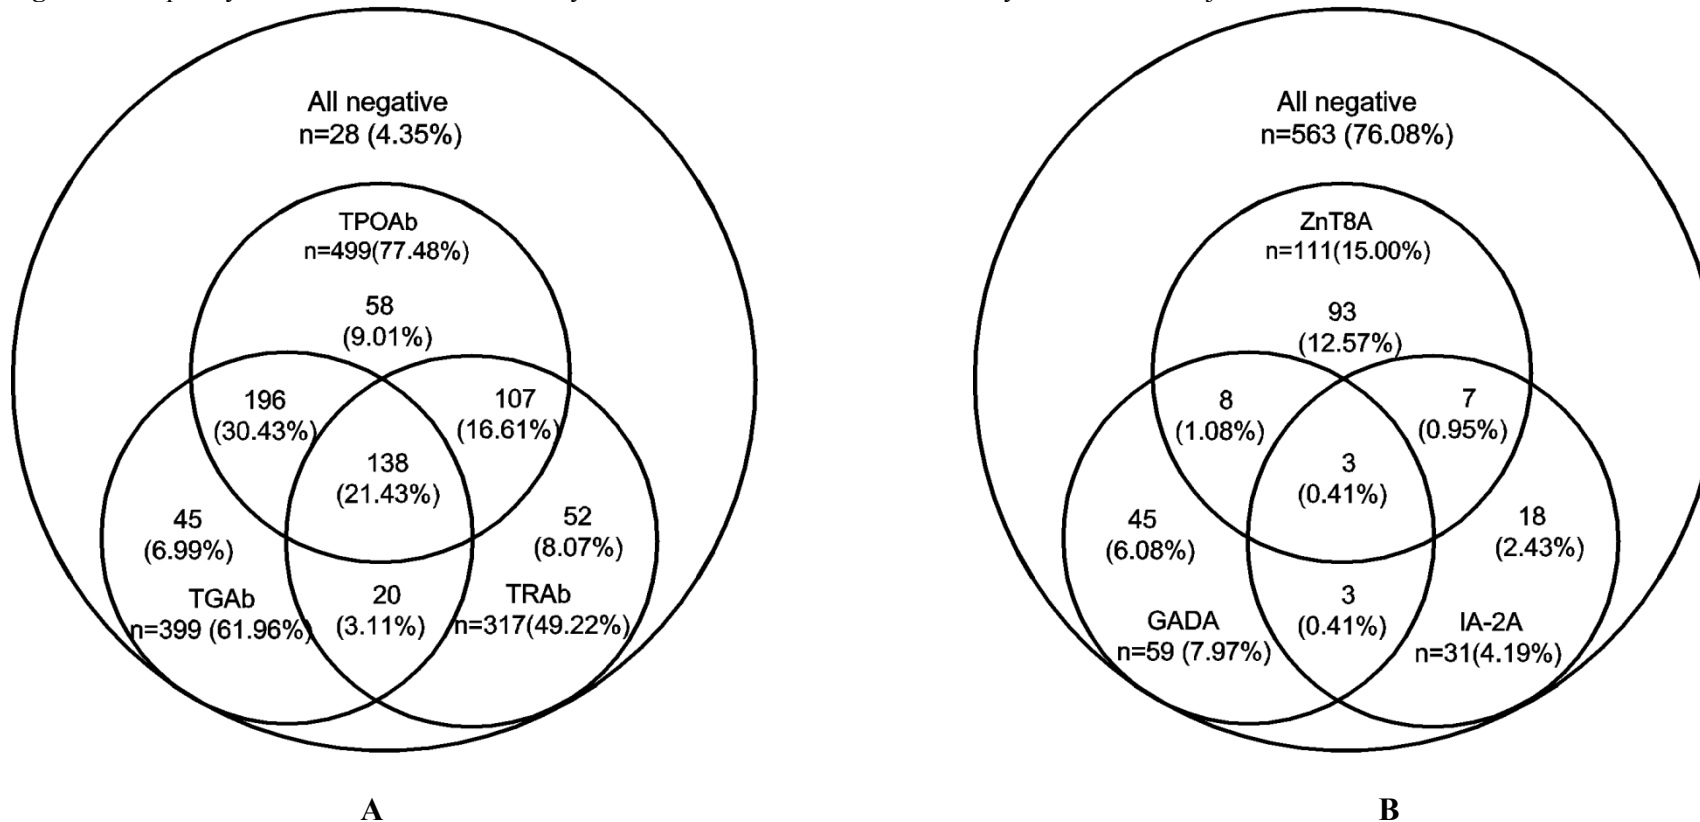 All negative
n=28 (4.35%)
TPOAb
n=499(77.48%)
58
(9.01%)
196
(30.43%)
107
(16.61%)
138
(21.43%)
45
(6.99%)
52
(8.07%)
TGAb
n=399 (61.96%)
20
(3.11%)
TRAb
n=317(49.22%)
A
All negative
n=563 (76.08%)
ZnT8A
n=111(15.00%)
93
(12.57%)
8
(1.08%)
7
(0.95%)
3
(0.41%)
45
(6.08%)
18
(2.43%)
GADA
n=59 (7.97%)
3
(0.41%)
IA-2A
n=31(4.19%)
B